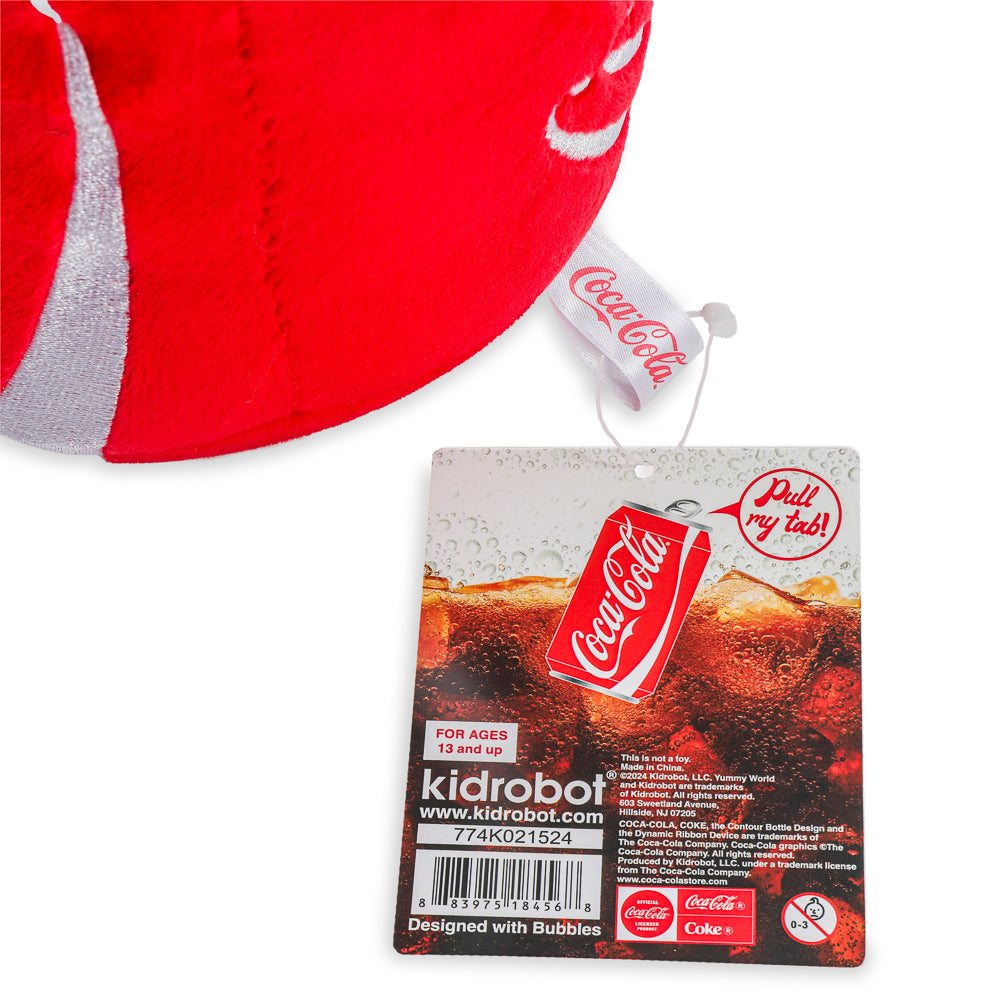 Coca-Cola
Pull
my tab!
Coca-Cola
FOR AGES
13 and up
kidrobot®
www.kidrobot.com
774K021524
8 83975 18456 8
Designed with Bubbles
This is not a toy.
Made in China.
©2024 Kidrobot, LLC. Yummy World
and Kidrobot are trademarks
of Kidrobot. All rights reserved.
603 Sweetland Avenue,
Hillside, NJ 07205
COCA-COLA, COKE, the Contour Bottle Design and
the Dynamic Ribbon Device are trademarks of
The Coca-Cola Company. Coca-Cola graphics ©The
Coca-Cola Company. All rights reserved.
Produced by Kidrobot, LLC. under a trademark license
from The Coca-Cola Company.
www.coca-colastore.com
OFFICIAL
Coca-Cola
LICENSED
PRODUCT
Coca-Cola®
Coke®
0-3